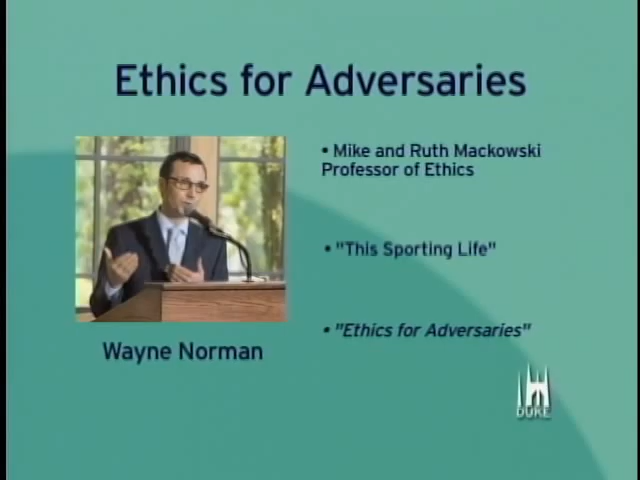 Ethics for Adversaries
• Mike and Ruth Mackowski
Professor of Ethics
• "This Sporting Life"
• "Ethics for Adversaries"
Wayne Norman
DUKE